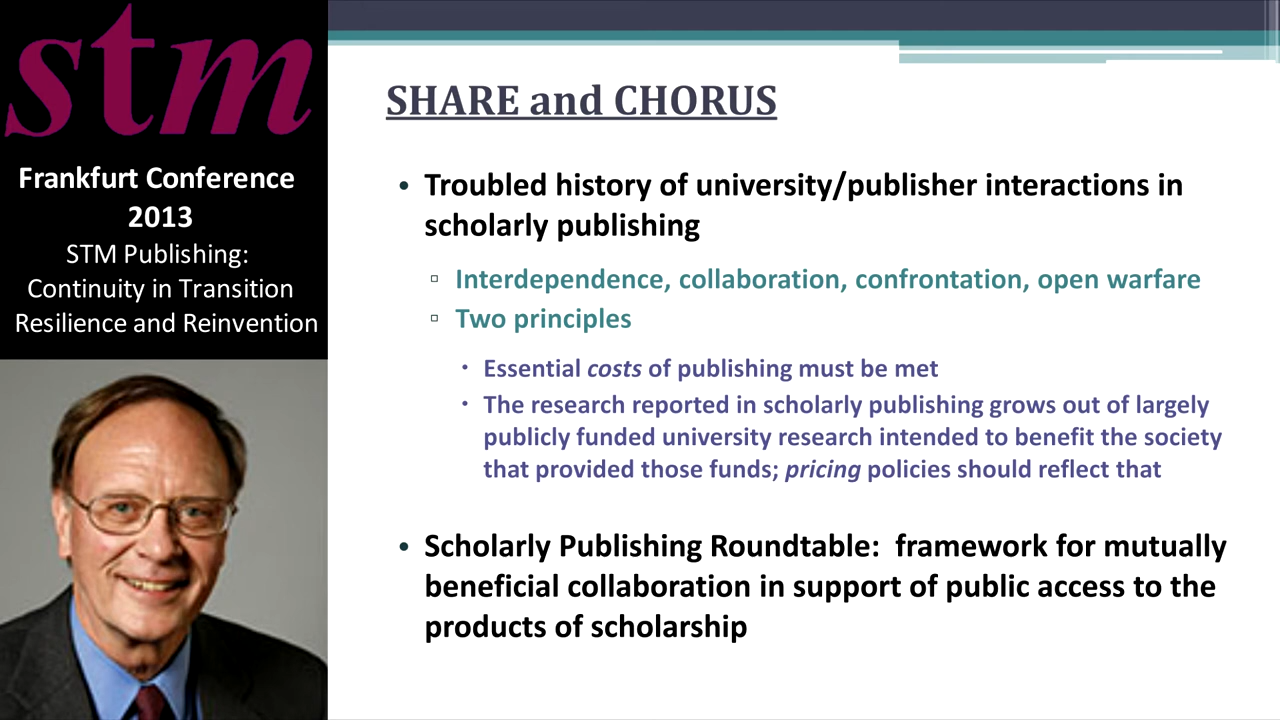 stm
Frankfurt Conference
2013
STM Publishing:
Continuity in Transition
Resilience and Reinvention
SHARE and CHORUS
• Troubled history of university/publisher interactions in
scholarly publishing
▫ Interdependence, collaboration, confrontation, open warfare
▫ Two principles
• Essential costs of publishing must be met
• The research reported in scholarly publishing grows out of largely
publicly funded university research intended to benefit the society
that provided those funds; pricing policies should reflect that
• Scholarly Publishing Roundtable:  framework for mutually
beneficial collaboration in support of public access to the
products of scholarship